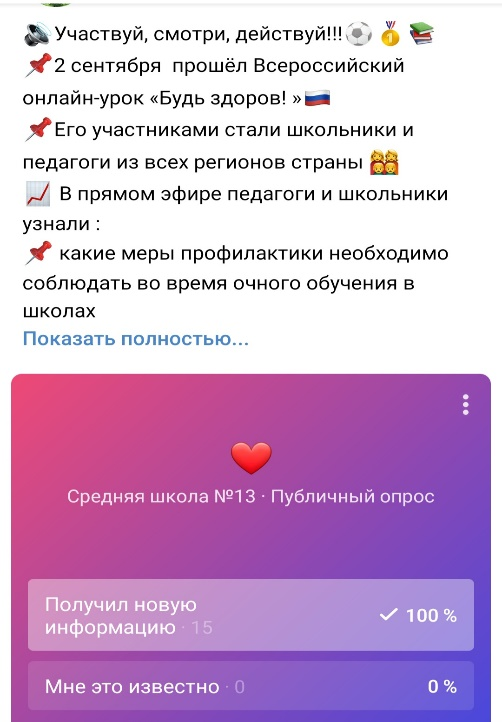 🔊Участвуй, смотри, действуй!!!⚽🏅📚
📌2 сентября прошёл Всероссийский
онлайн-урок «Будь здоров! »🇷🇺
📌Его участниками стали школьники и
педагоги из всех регионов страны 👨‍👩‍👧‍👦
📈 В прямом эфире педагоги и школьники
узнали :
📌 какие меры профилактики необходимо
соблюдать во время очного обучения в
школах
Показать полностью...
Средняя школа №13 · Публичный опрос
Получил новую
информацию · 15
100 %
Мне это известно · 0
0 %